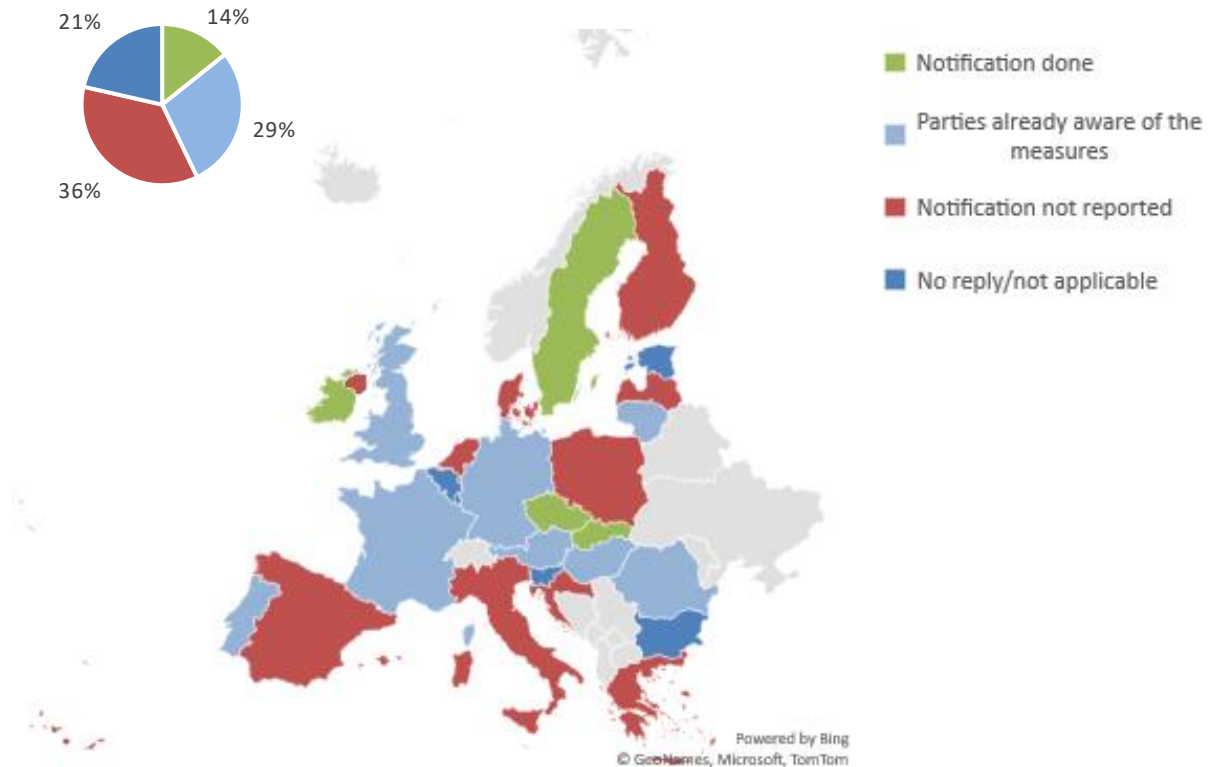 21%
14%
29%
36%
Notification done
Parties already aware of the
measures
Notification not reported
No reply/not applicable
Powered by Bing
© GeoNames, Microsoft, TomTom